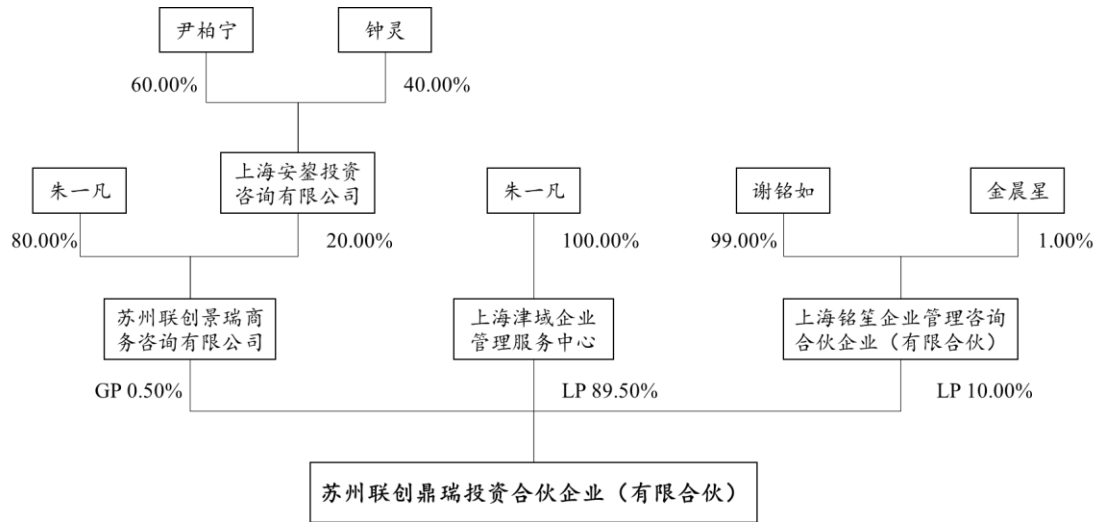 尹柏宁
钟灵
60.00%
40.00%
上海安鋆投资
咨询有限公司
朱一凡
朱一凡
谢铭如
金晨星
80.00%
20.00%
100.00%
99.00%
1.00%
苏州联创景瑞商
务咨询有限公司
上海津域企业
管理服务中心
上海铭笙企业管理咨询
合伙企业（有限合伙）
GP 0.50%
LP 89.50%
LP 10.00%
苏州联创鼎瑞投资合伙企业（有限合伙）